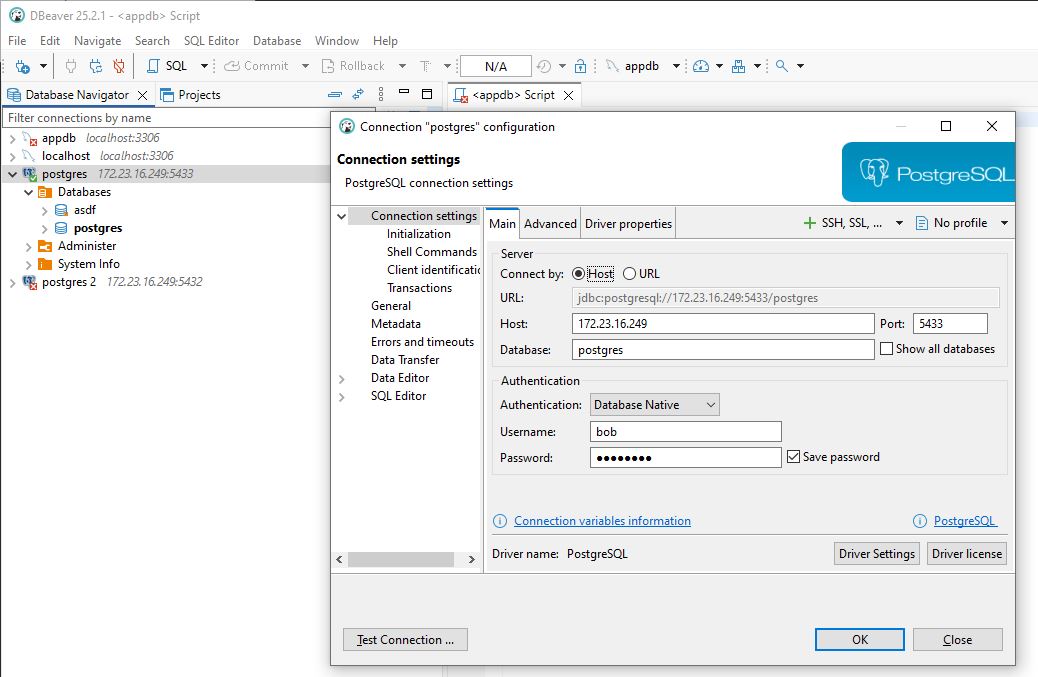 DBeaver 25.2.1 - <appdb> Script
File Edit Navigate Search SQL Editor Database Window Help
SQL Commit Rollback T N/A appdb
Database Navigator Projects <appdb> Script
Filter connections by name
appdb localhost:3306
localhost localhost:3306
postgres 172.23.16.249:5433
Databases
asdf
postgres
Administer
System Info
postgres 2 172.23.16.249:5432
Connection "postgres" configuration
Connection settings
PostgreSQL connection settings
PostgreSQL
Connection settings
Initialization
Shell Commands
Client identificatio
Transactions
General
Metadata
Errors and timeouts
Data Transfer
Data Editor
SQL Editor
Main Advanced Driver properties SSH, SSL, ... No profile
Server
Connect by: Host URL
URL: jdbc:postgresql://172.23.16.249:5433/postgres
Host: 172.23.16.249 Port: 5433
Database: postgres Show all databases
Authentication
Authentication: Database Native
Username: bob
Password: •••••••• Save password
Connection variables information PostgreSQL
Driver name: PostgreSQL Driver Settings Driver license
Test Connection ... OK Close